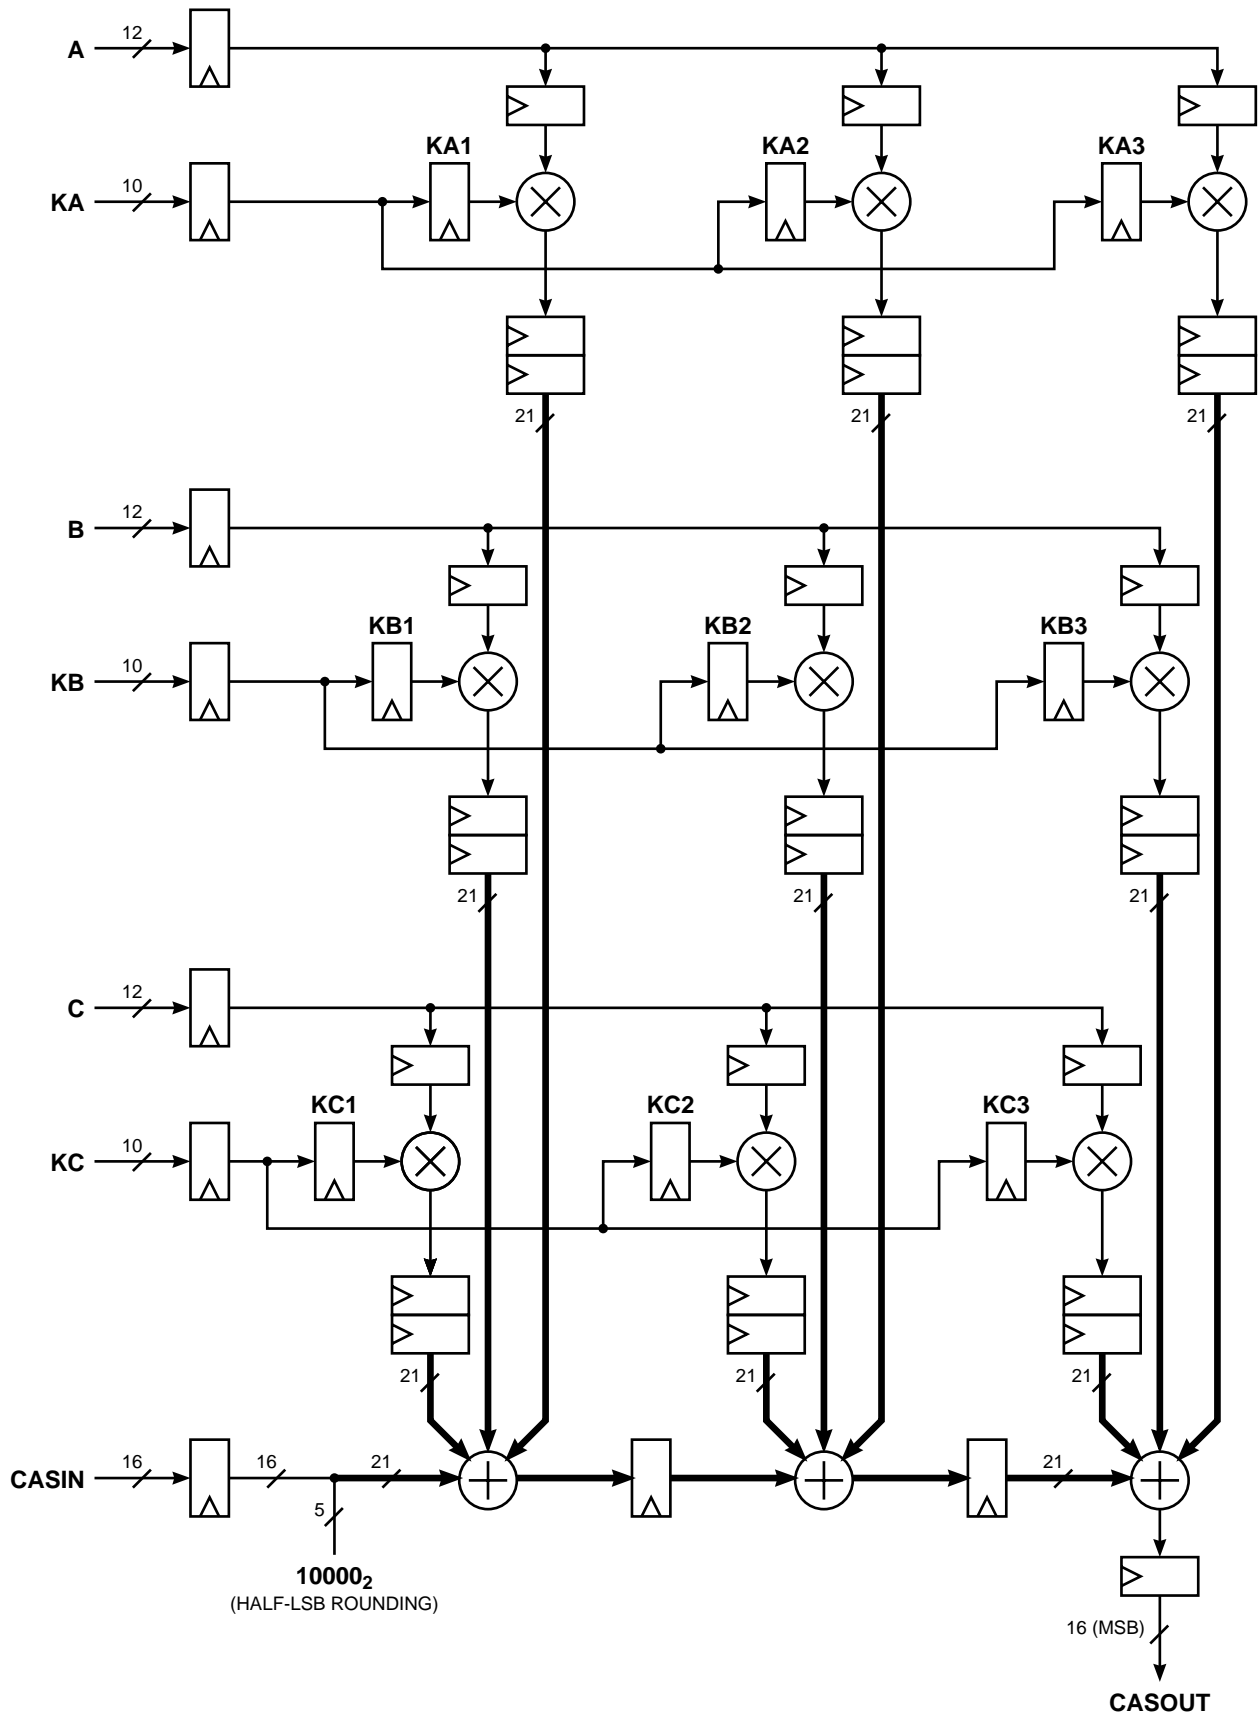 12
A
KA1 KA2 KA3
10
KA
21 21 21
12
B
KB1 KB2 KB3
10
KB
21 21 21
12
C
KC1 KC2 KC3
10
KC
21 21 21
16 16 21 21
CASIN
5
10000₂
(HALF-LSB ROUNDING)
16 (MSB)
CASOUT